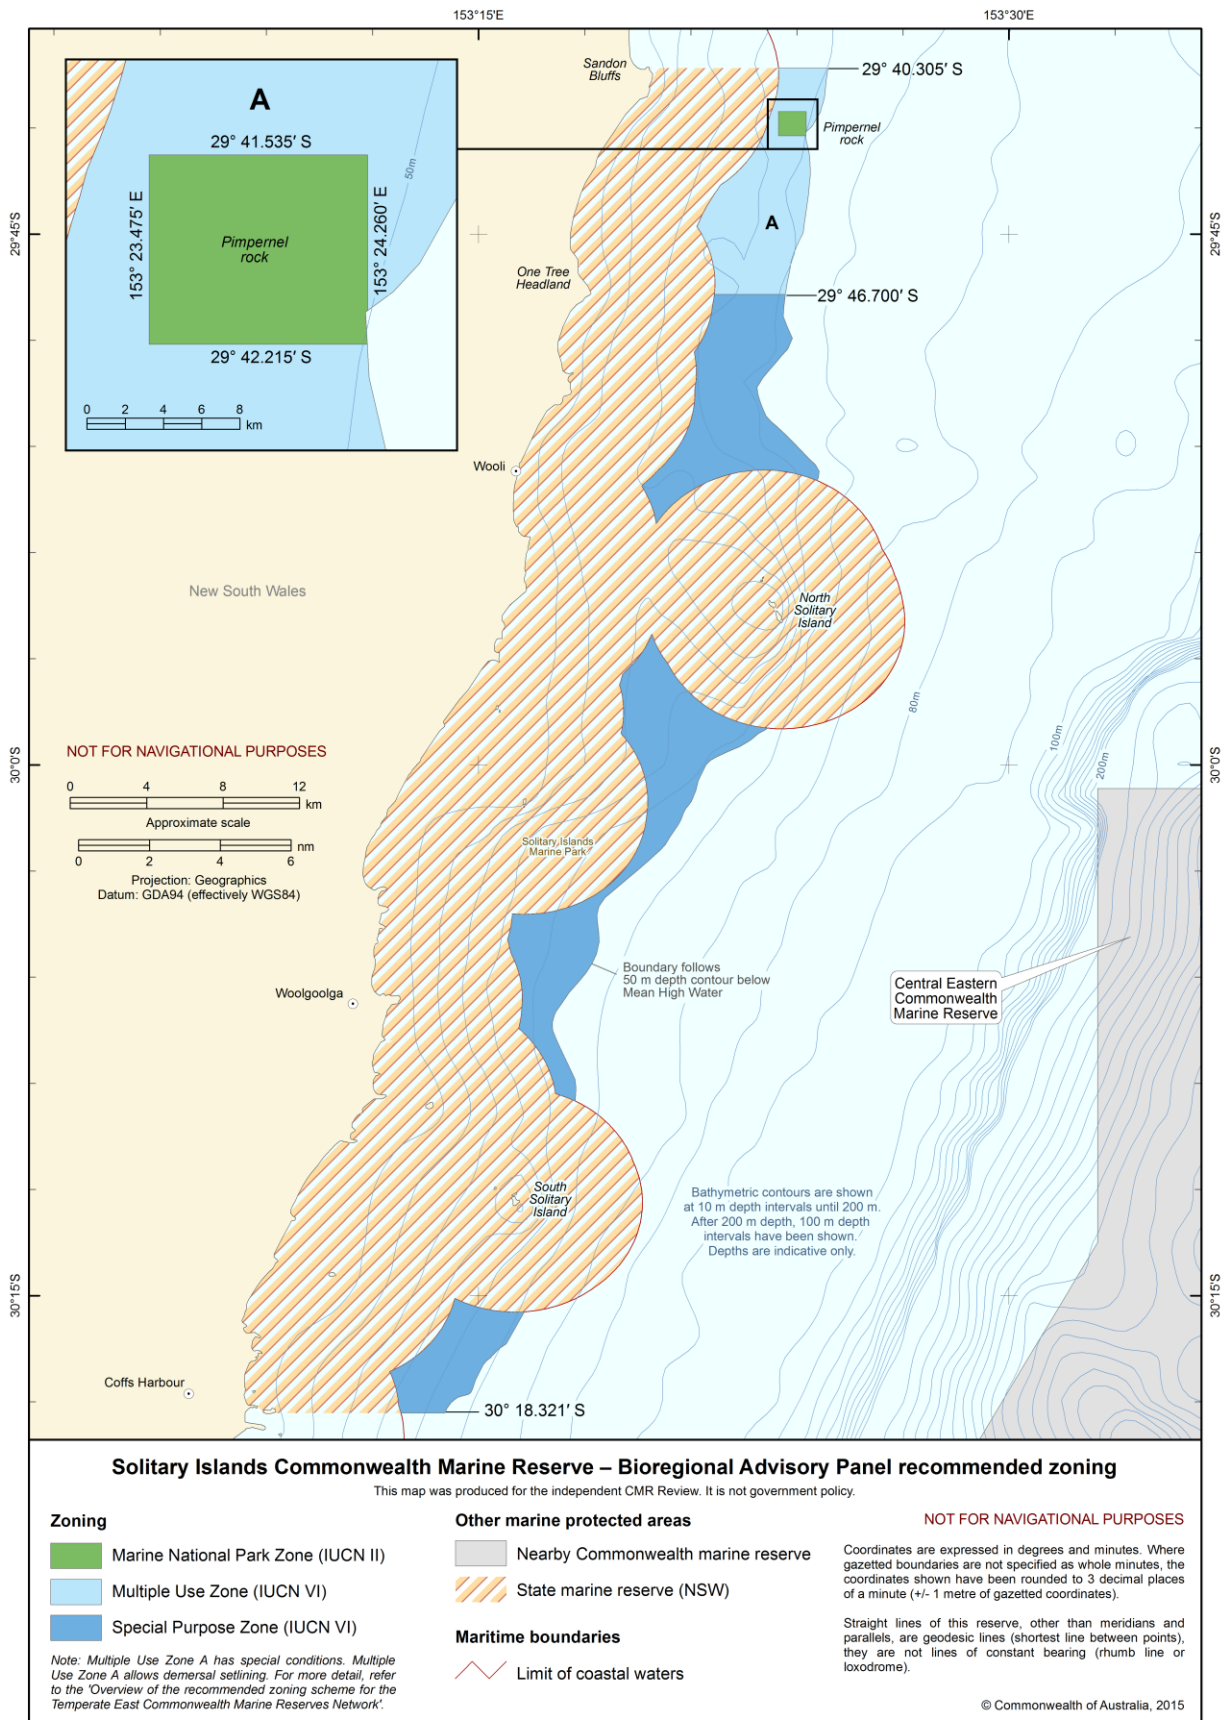 153°15'E
153°30'E
Sandon
Bluffs
29° 40.305' S
A
29° 41.535' S
50m
153° 23.475' E
Pimpernel
rock
153° 24.260' E
29° 42.215' S
0 2 4 6 8
km
Pimpernel
rock
29°45'S
29°45'S
A
One Tree
Headland
29° 46.700' S
Wooli
New South Wales
North
Solitary
Island
80m
100m
200m
NOT FOR NAVIGATIONAL PURPOSES
30°0'S
30°0'S
0 4 8 12
km
Approximate scale
nm
0 2 4 6
Projection: Geographics
Datum: GDA94 (effectively WGS84)
Solitary Islands
Marine Park
Boundary follows
50 m depth contour below
Mean High Water
Central Eastern
Commonwealth
Marine Reserve
Woolgoolga
South
Solitary
Island
Bathymetric contours are shown
at 10 m depth intervals until 200 m.
After 200 m depth, 100 m depth
intervals have been shown.
Depths are indicative only.
30°15'S
30°15'S
Coffs Harbour
30° 18.321' S
Solitary Islands Commonwealth Marine Reserve – Bioregional Advisory Panel recommended zoning
This map was produced for the independent CMR Review. It is not government policy.
Zoning
Marine National Park Zone (IUCN II)
Multiple Use Zone (IUCN VI)
Special Purpose Zone (IUCN VI)
Note: Multiple Use Zone A has special conditions. Multiple
Use Zone A allows demersal setlining. For more detail, refer
to the 'Overview of the recommended zoning scheme for the
Temperate East Commonwealth Marine Reserves Network'.
Other marine protected areas
Nearby Commonwealth marine reserve
State marine reserve (NSW)
Maritime boundaries
Limit of coastal waters
NOT FOR NAVIGATIONAL PURPOSES
Coordinates are expressed in degrees and minutes. Where
gazetted boundaries are not specified as whole minutes, the
coordinates shown have been rounded to 3 decimal places
of a minute (+/- 1 metre of gazetted coordinates).
Straight lines of this reserve, other than meridians and
parallels, are geodesic lines (shortest line between points),
they are not lines of constant bearing (rhumb line or
loxodrome).
© Commonwealth of Australia, 2015